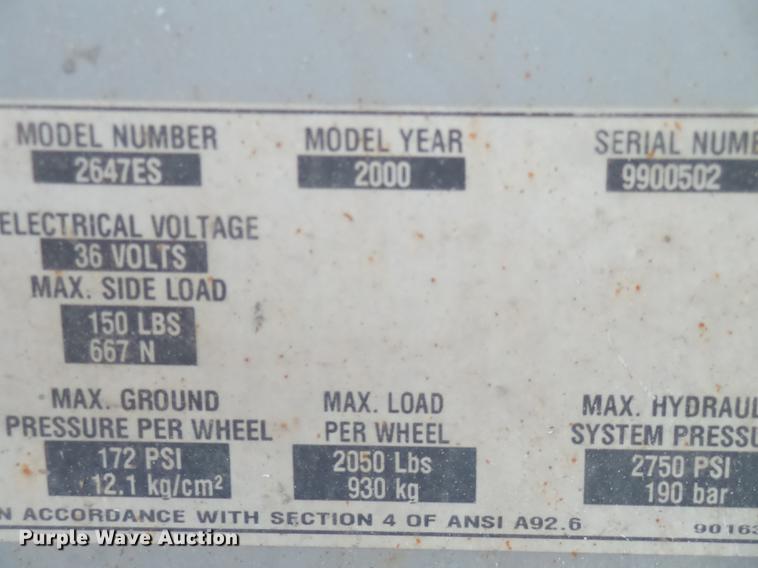 MODEL NUMBER MODEL YEAR SERIAL NUMB
2647ES 2000 9900502
ELECTRICAL VOLTAGE
36 VOLTS
MAX. SIDE LOAD
150 LBS
667 N
MAX. GROUND MAX. LOAD MAX. HYDRAUL
PRESSURE PER WHEEL PER WHEEL SYSTEM PRESSU
172 PSI 2050 Lbs 2750 PSI
12.1 kg/cm² 930 kg 190 bar
N ACCORDANCE WITH SECTION 4 OF ANSI A92.6 90163
Purple Wave Auction